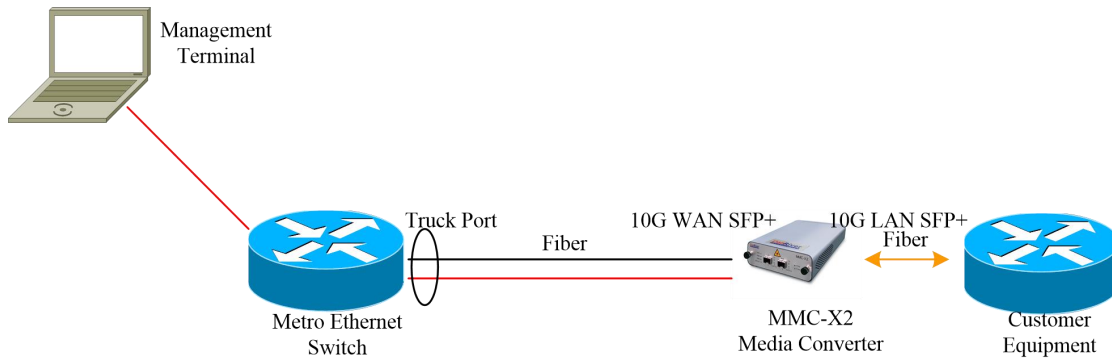 Management
Terminal
Truck Port
10G WAN SFP+
10G LAN SFP+
Fiber
Fiber
Metro Ethernet
Switch
MMC-X2
Media Converter
Customer
Equipment